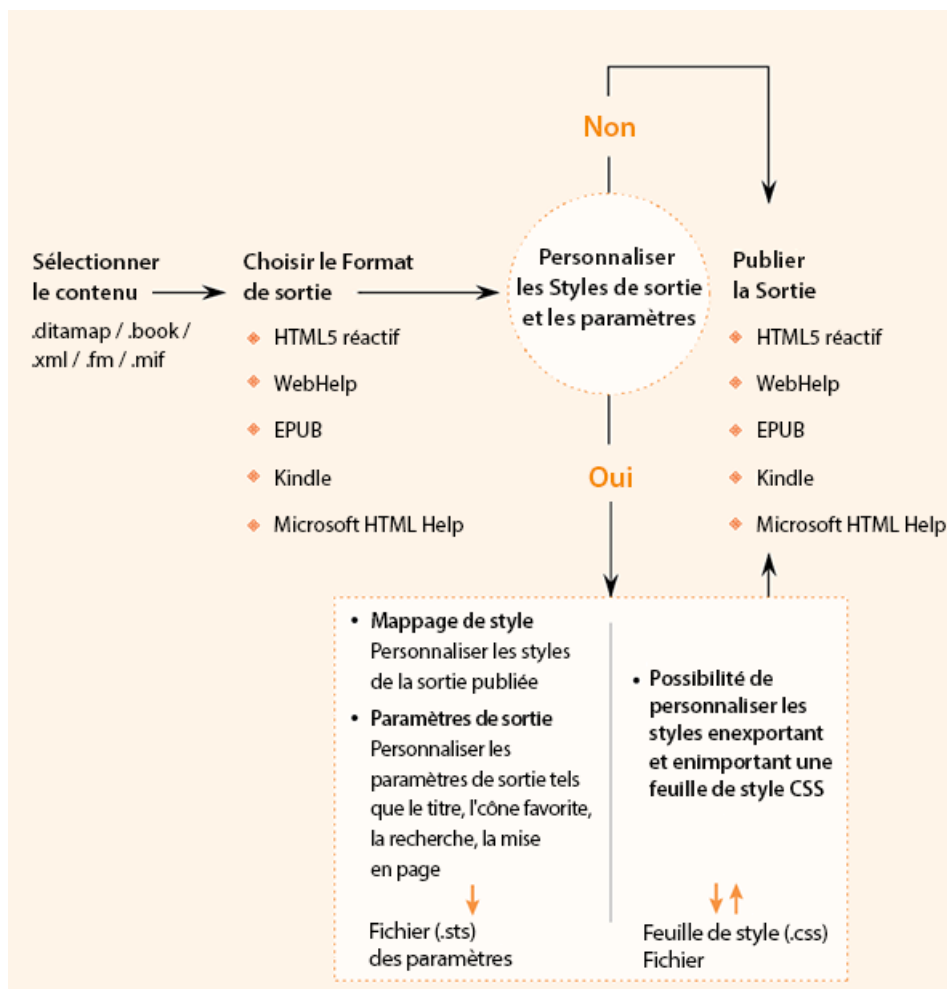 Non
Sélectionner
le contenu
.ditamap / .book /
.xml / .fm / .mif
Choisir le Format
de sortie
HTML5 réactif
WebHelp
EPUB
Kindle
Microsoft HTML Help
Personnaliser
les Styles de sortie
et les paramètres
Oui
Publier
la Sortie
HTML5 réactif
WebHelp
EPUB
Kindle
Microsoft HTML Help
• Mappage de style
Personnaliser les styles
de la sortie publiée
• Paramètres de sortie
Personnaliser les
paramètres de sortie tels
que le titre, l'cône favorite,
la recherche, la mise
en page
Fichier (.sts)
des paramètres
• Possibilité de
personnaliser les
styles enexportant
et enimportant une
feuille de style CSS
Feuille de style (.css)
Fichier